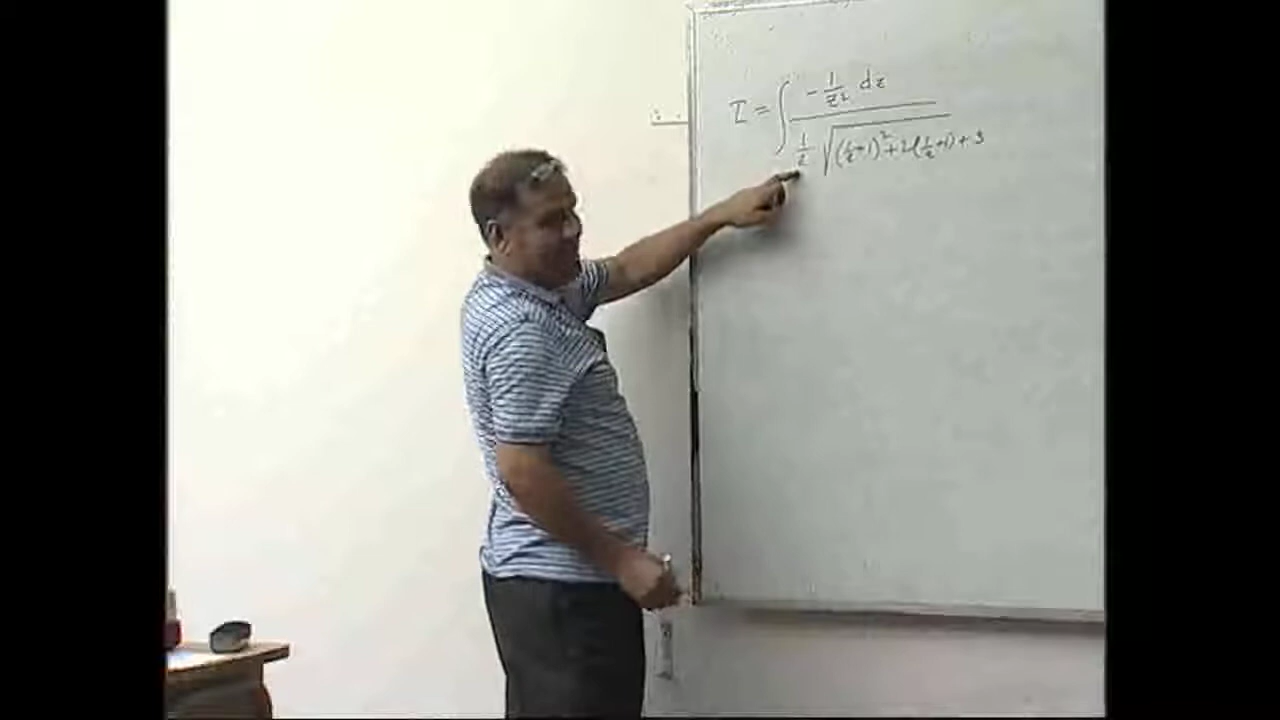 I = ∫ -1/z² dz
1/z √(1/z+1)²+2(1/z+1)+3